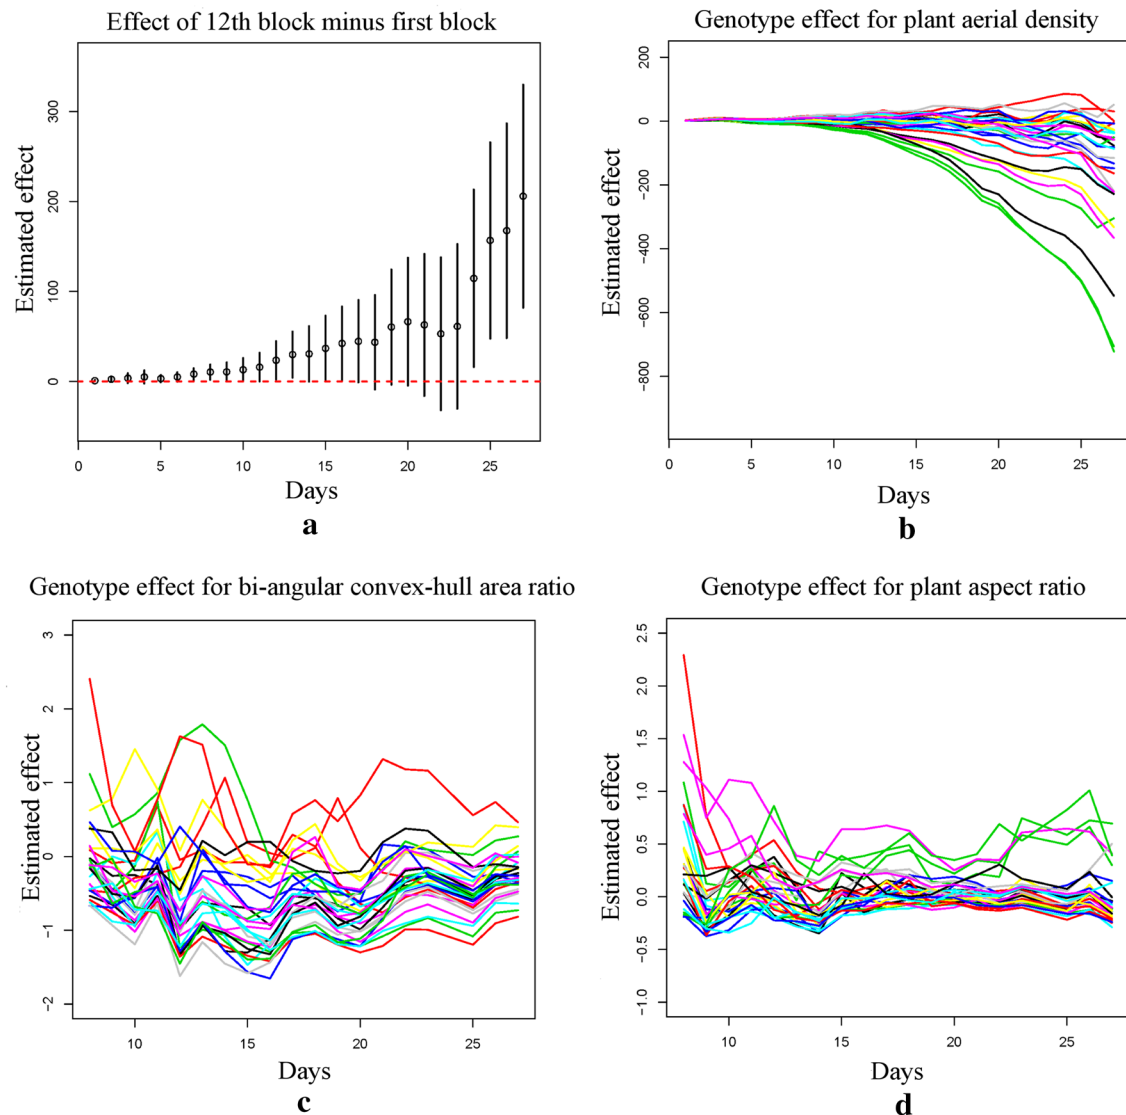 Effect of 12th block minus first block
Estimated effect
300
200
100
0
0 5 10 15 20 25
Days
a
Genotype effect for plant aerial density
Estimated effect
200
0
−200
−400
−600
−800
0 5 10 15 20 25
Days
b
Genotype effect for bi-angular convex-hull area ratio
Estimated effect
3
2
1
0
−1
−2
10 15 20 25
Days
c
Genotype effect for plant aspect ratio
Estimated effect
2.5
2.0
1.5
1.0
0.5
0.0
−0.5
−1.0
10 15 20 25
Days
d